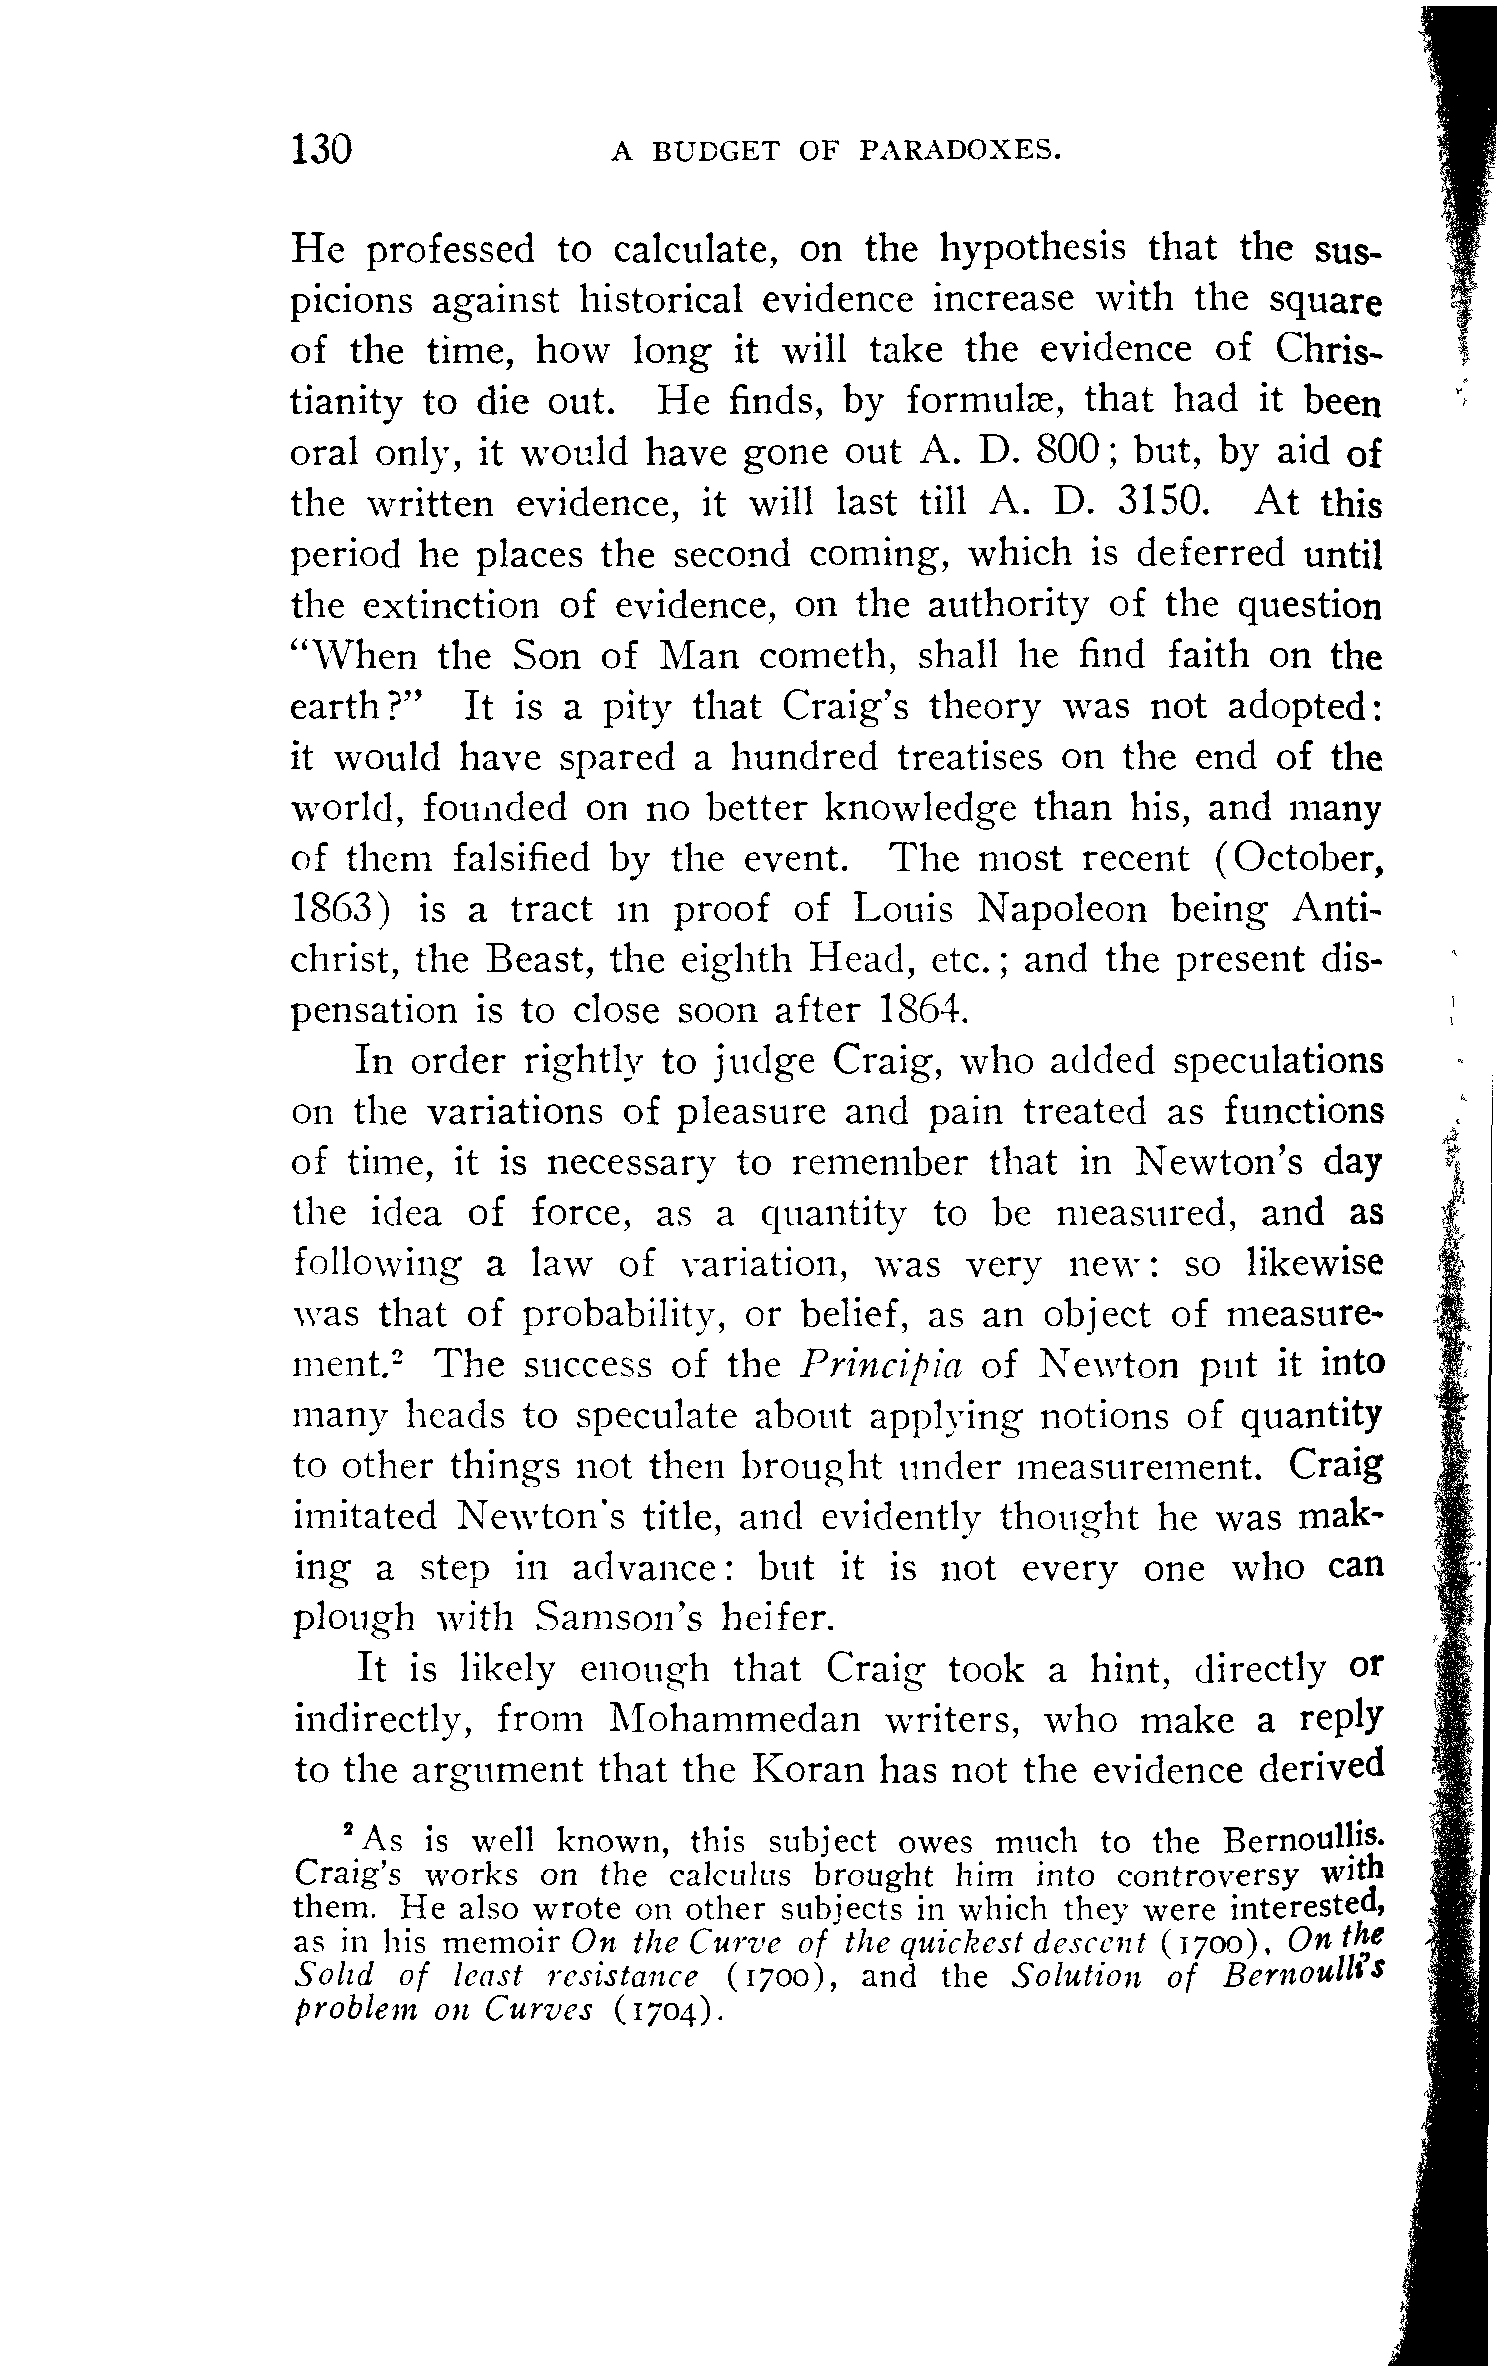 130 A BUDGET OF PARADOXES.
He professed to calculate, on the hypothesis that the sus-
picions against historical evidence increase with the square
of the time, how long it will take the evidence of Chris-
tianity to die out. He finds, by formulæ, that had it been
oral only, it would have gone out A. D. 800; but, by aid of
the written evidence, it will last till A. D. 3150. At this
period he places the second coming, which is deferred until
the extinction of evidence, on the authority of the question
“When the Son of Man cometh, shall he find faith on the
earth?” It is a pity that Craig’s theory was not adopted:
it would have spared a hundred treatises on the end of the
world, founded on no better knowledge than his, and many
of them falsified by the event. The most recent (October,
1863) is a tract in proof of Louis Napoleon being Anti-
christ, the Beast, the eighth Head, etc.; and the present dis-
pensation is to close soon after 1864.
In order rightly to judge Craig, who added speculations
on the variations of pleasure and pain treated as functions
of time, it is necessary to remember that in Newton’s day
the idea of force, as a quantity to be measured, and as
following a law of variation, was very new: so likewise
was that of probability, or belief, as an object of measure-
ment.² The success of the Principia of Newton put it into
many heads to speculate about applying notions of quantity
to other things not then brought under measurement. Craig
imitated Newton’s title, and evidently thought he was mak-
ing a step in advance: but it is not every one who can
plough with Samson’s heifer.
It is likely enough that Craig took a hint, directly or
indirectly, from Mohammedan writers, who make a reply
to the argument that the Koran has not the evidence derived
² As is well known, this subject owes much to the Bernoullis.
Craig’s works on the calculus brought him into controversy with
them. He also wrote on other subjects in which they were interested,
as in his memoir On the Curve of the quickest descent (1700), On the
Solid of least resistance (1700), and the Solution of Bernoulli’s
problem on Curves (1704).